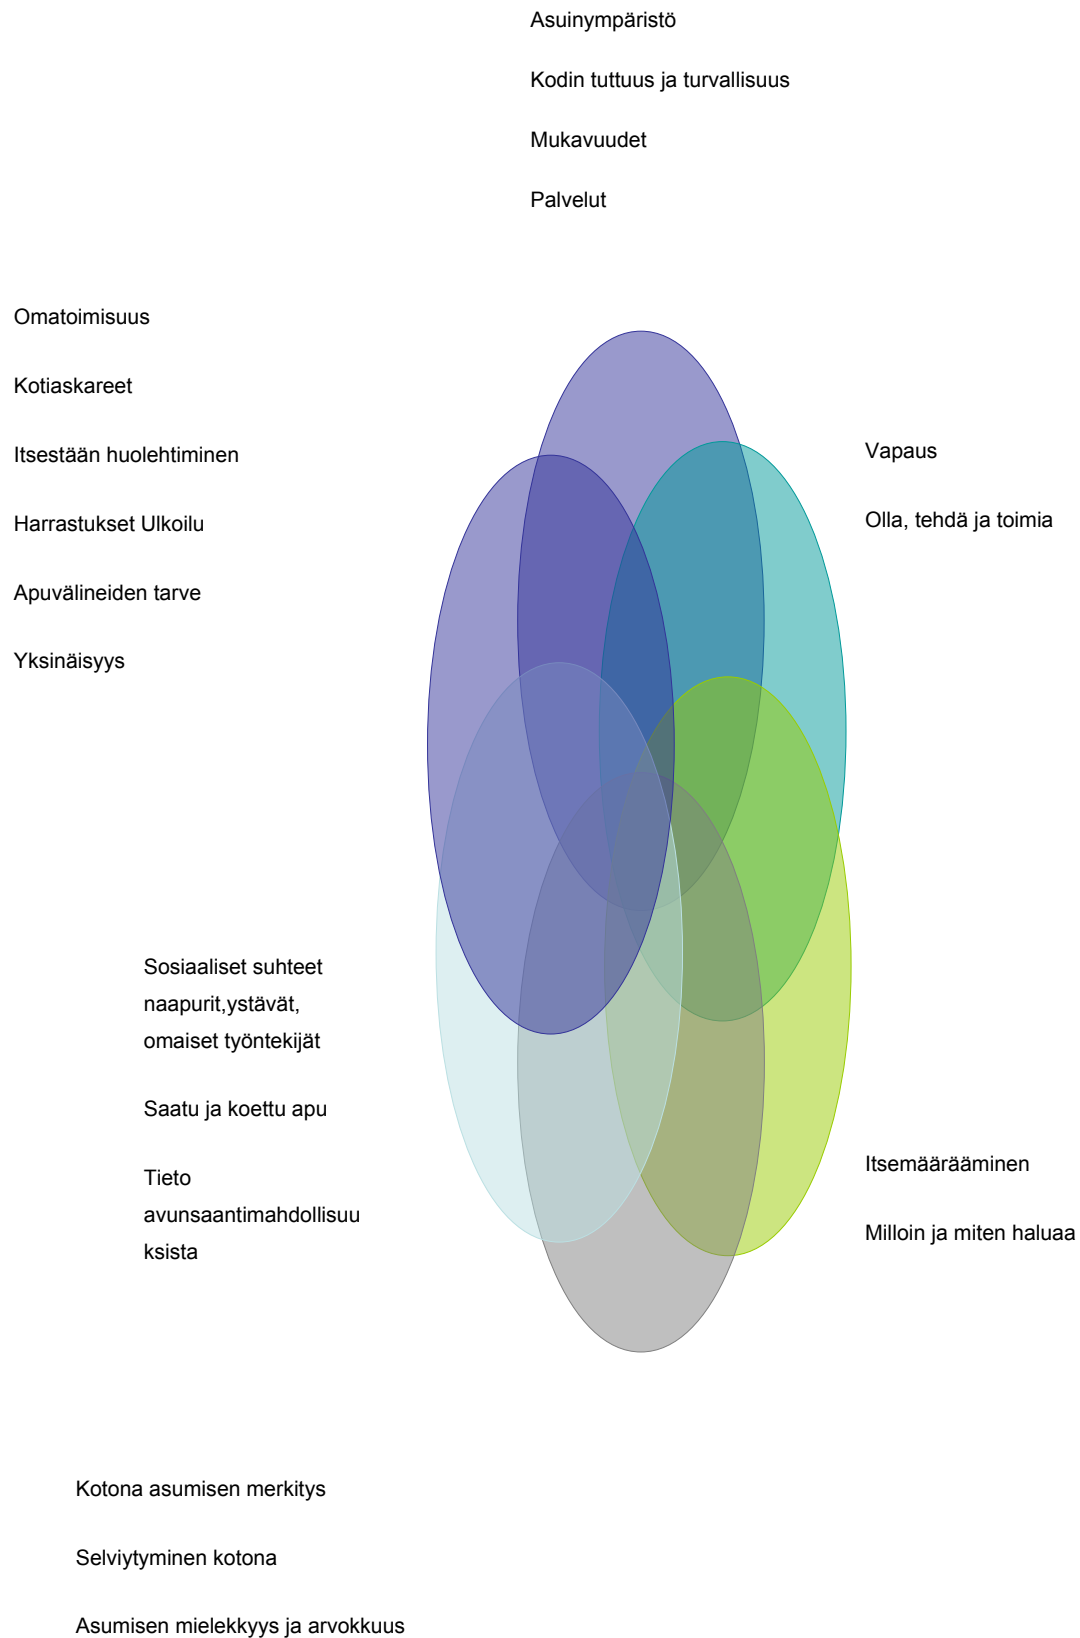 Asuinympäristö
Kodin tuttuus ja turvallisuus
Mukavuudet
Palvelut
Omatoimisuus
Kotiaskareet
Itsestään huolehtiminen
Harrastukset Ulkoilu
Apuvälineiden tarve
Yksinäisyys
Vapaus
Olla, tehdä ja toimia
Sosiaaliset suhteet
naapurit,ystävät,
omaiset työntekijät
Saatu ja koettu apu
Tieto
avunsaantimahdollisuu
ksista
Itsemäärääminen
Milloin ja miten haluaa
Kotona asumisen merkitys
Selviytyminen kotona
Asumisen mielekkyys ja arvokkuus